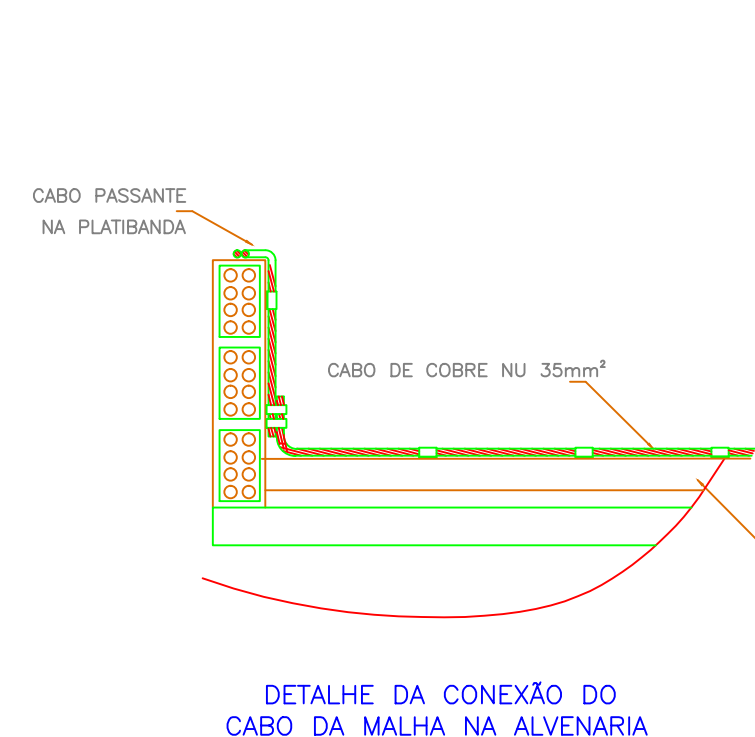 CABO PASSANTE
NA PLATIBANDA
CABO DE COBRE NU 35mm²
DETALHE DA CONEXÃO DO
CABO DA MALHA NA ALVENARIA